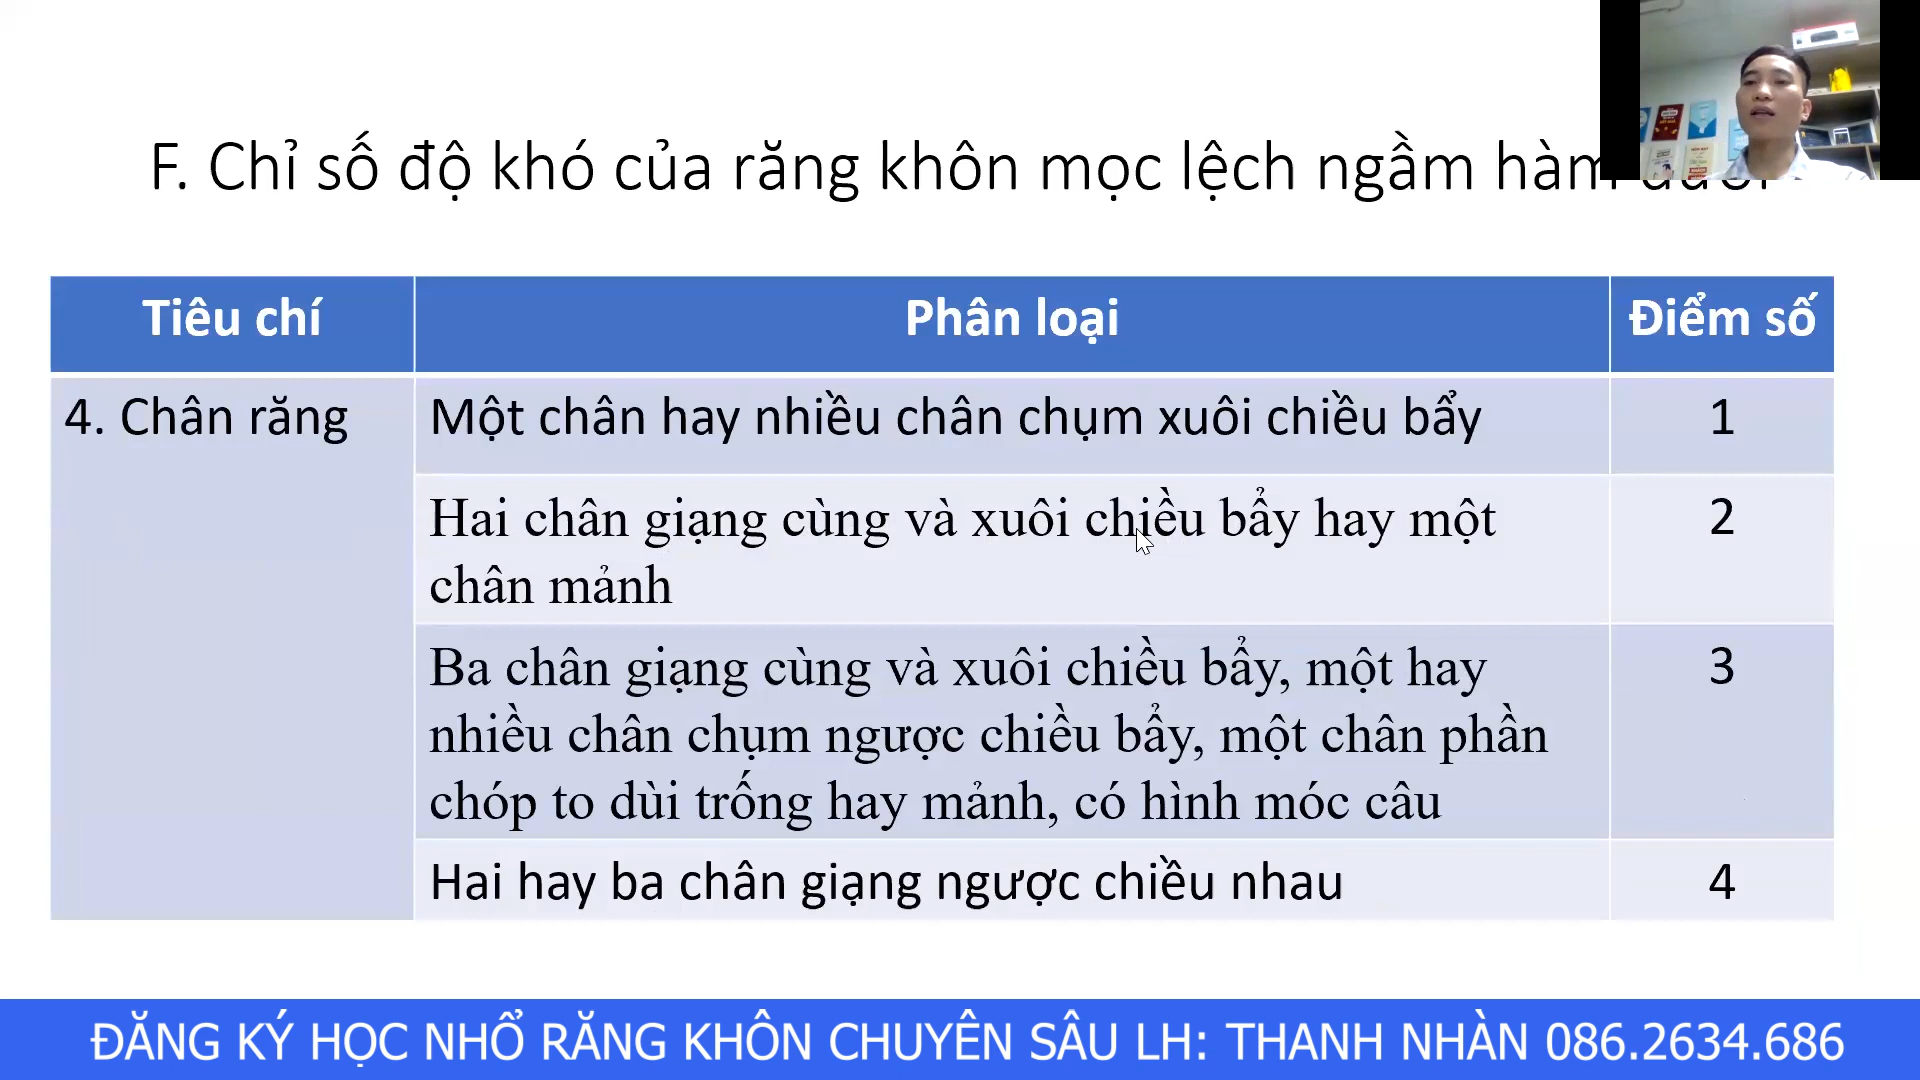 F. Chỉ số độ khó của răng khôn mọc lệch ngầm hàm
Tiêu chí
Phân loại
Điểm số
4. Chân răng
Một chân hay nhiều chân chụm xuôi chiều bẩy
1
Hai chân giạng cùng và xuôi chiều bẩy hay một
chân mảnh
2
Ba chân giạng cùng và xuôi chiều bẩy, một hay
nhiều chân chụm ngược chiều bẩy, một chân phần
chóp to dùi trống hay mảnh, có hình móc câu
3
Hai hay ba chân giạng ngược chiều nhau
4
ĐĂNG KÝ HỌC NHỔ RĂNG KHÔN CHUYÊN SÂU LH: THANH NHÀN 086.2634.686